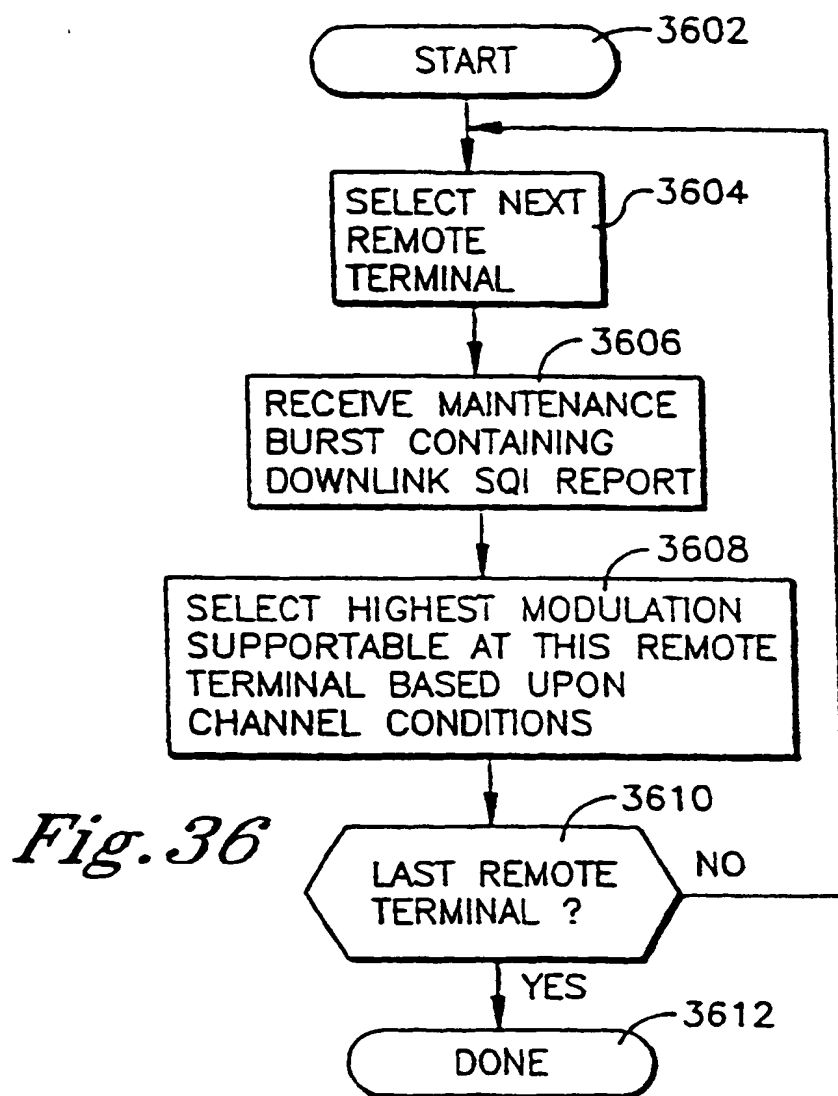 3602
START
3604
SELECT NEXT
REMOTE
TERMINAL
3606
RECEIVE MAINTENANCE
BURST CONTAINING
DOWNLINK SQI REPORT
3608
SELECT HIGHEST MODULATION
SUPPORTABLE AT THIS REMOTE
TERMINAL BASED UPON
CHANNEL CONDITIONS
3610
Fig.36
LAST REMOTE
TERMINAL ?
NO
YES
3612
DONE